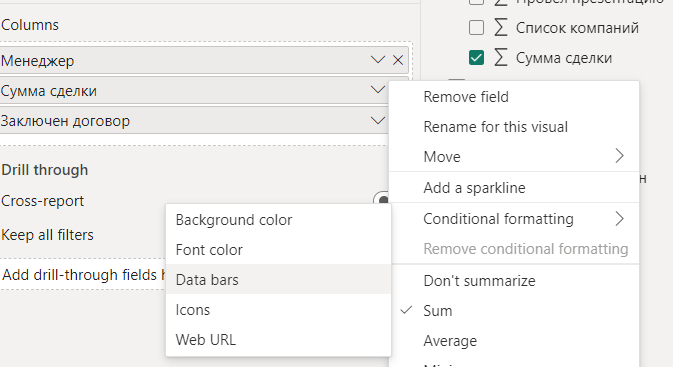 Columns
Менеджер
Сумма сделки
Заключен договор
Drill through
Cross-report
Keep all filters
Add drill-through fields
Провел презентацию
Список компаний
Сумма сделки
Remove field
Rename for this visual
Move
Add a sparkline
Conditional formatting
Remove conditional formatting
Don't summarize
Sum
Average
Background color
Font color
Data bars
Icons
Web URL